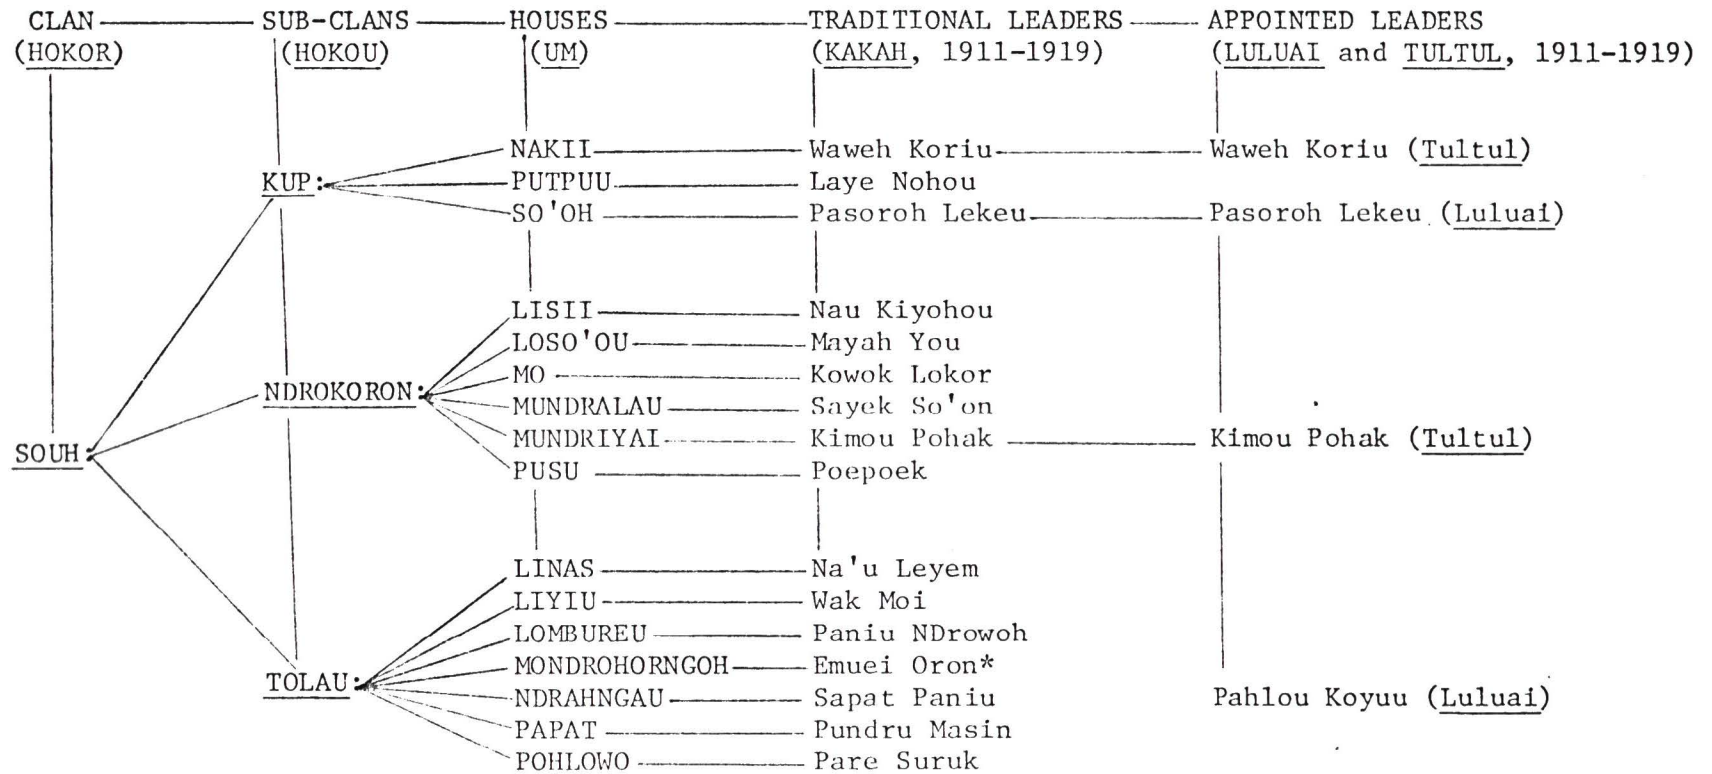 CLAN SUB-CLANS HOUSES TRADITIONAL LEADERS APPOINTED LEADERS
(HOKOR) (HOKOU) (UM) (KAKAH, 1911-1919) (LULUAI and TULTUL, 1911-1919)
NAKII Waweh Koriu Waweh Koriu (Tultul)
KUP: PUTPUU Laye Nohou
SO'OH Pasoroh Lekeu Pasoroh Lekeu (Luluai)
LISII Nau Kiyohou
LOSO'OU Mayah You
MO Kowok Lokor
NDROKORON: MUNDRALAU Sayek So'on
MUNDRIYAI Kimou Pohak Kimou Pohak (Tultul)
SOUH:
PUSU Poepoek
LINAS Na'u Leyem
LIYIU Wak Moi
LOMBUREU Paniu NDrowoh
MONDROHORNGOH Emuei Oron*
TOLAU:
NDRAHNGAU Sapat Paniu Pahlou Koyuu (Luluai)
PAPAT Pundru Masin
POHLOWO Pare Suruk